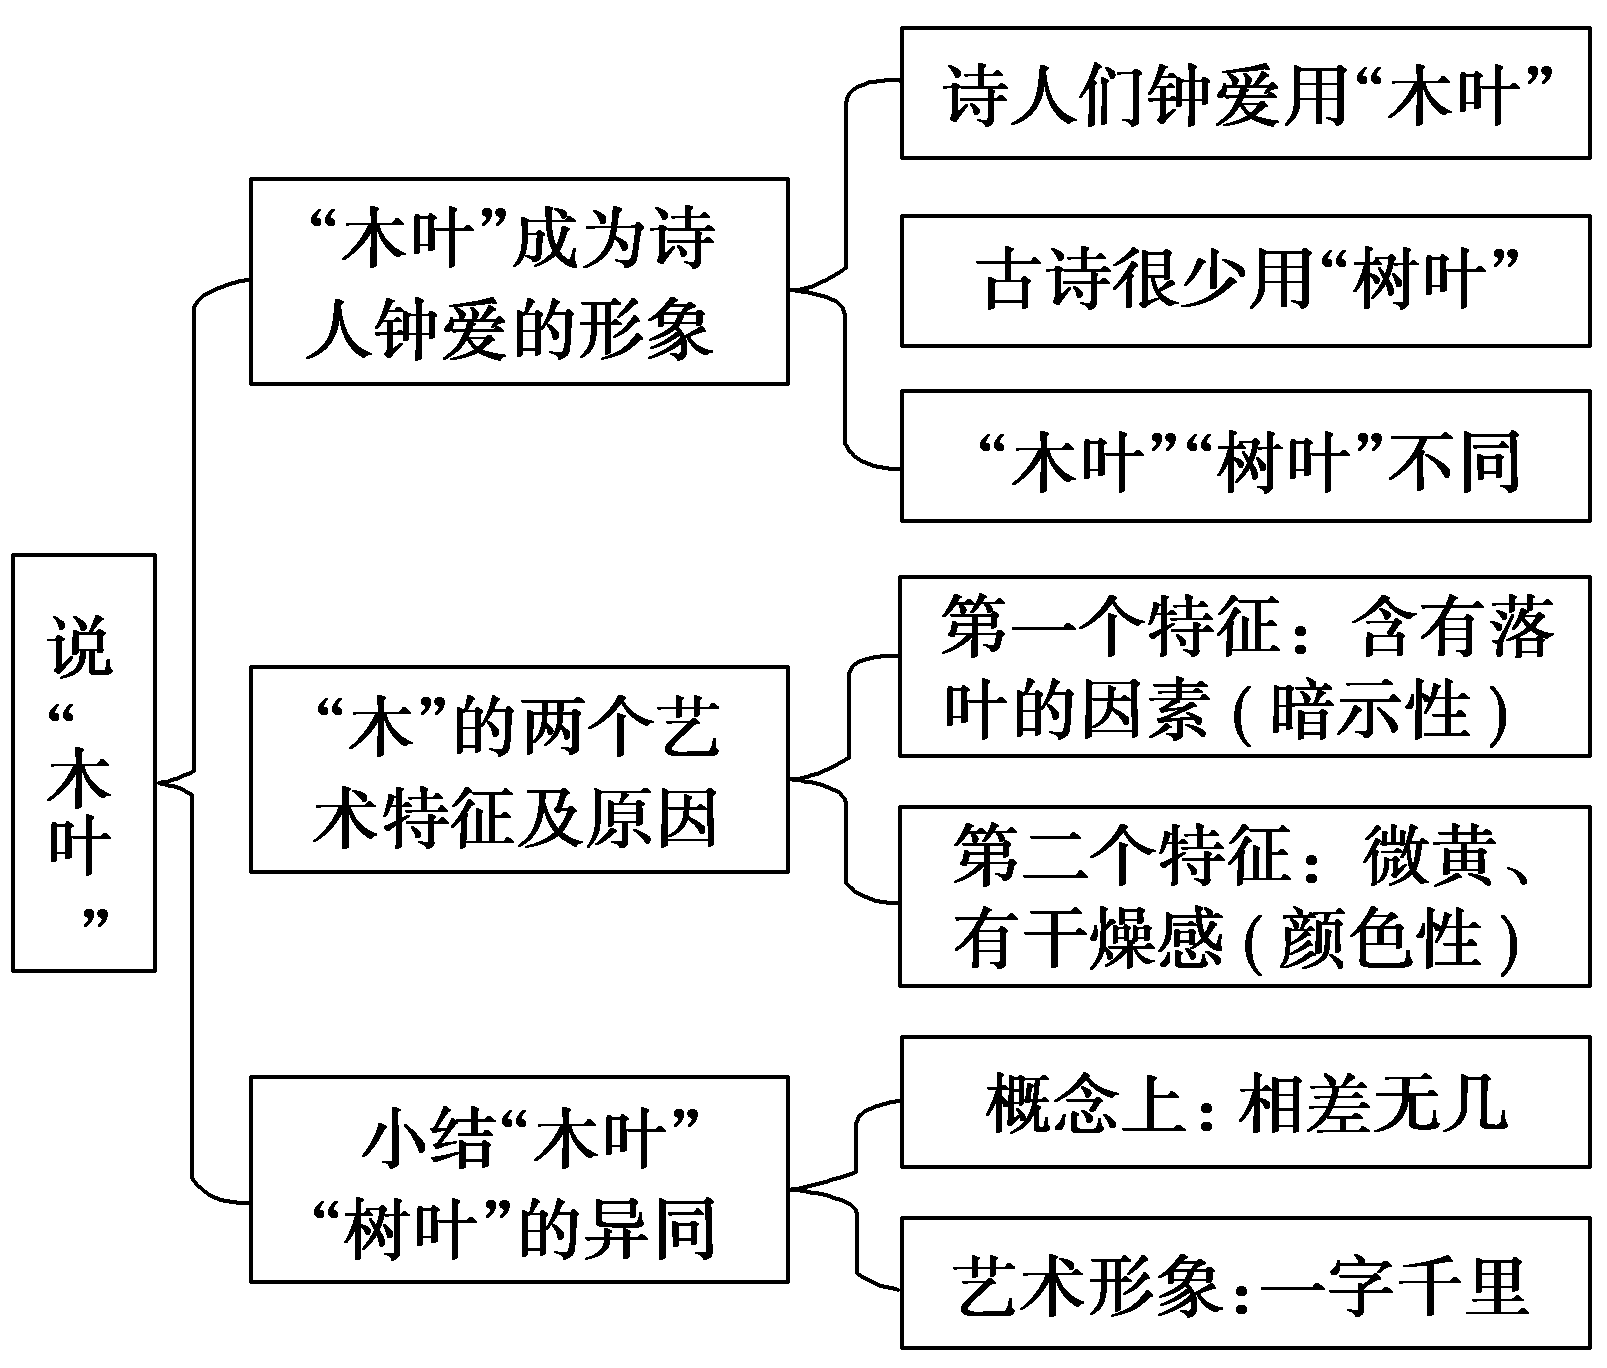 说
“木
叶
”
“木叶”成为诗
人钟爱的形象
诗人们钟爱用“木叶”
古诗很少用“树叶”
“木叶”“树叶”不同
“木”的两个艺
术特征及原因
第一个特征：含有落
叶的因素(暗示性)
第二个特征：微黄、
有干燥感(颜色性)
小结“木叶”
“树叶”的异同
概念上：相差无几
艺术形象：一字千里